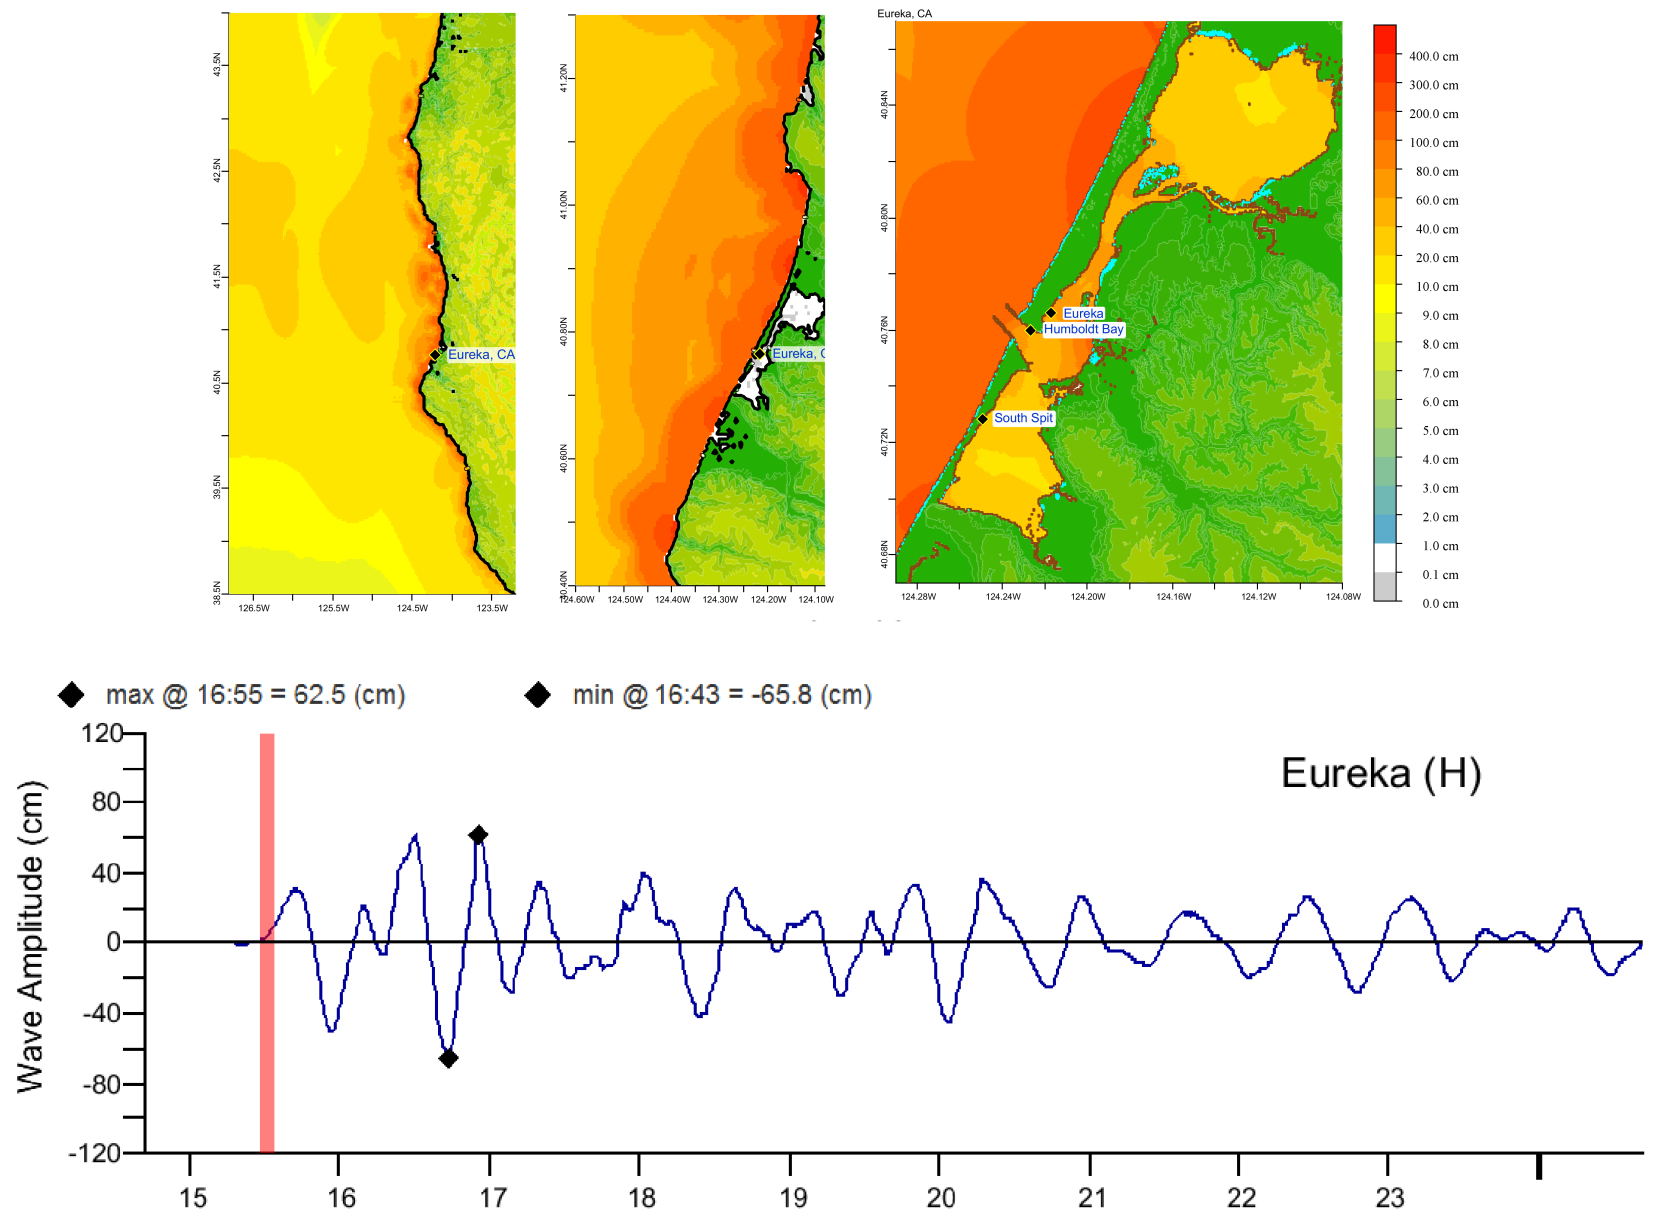 Eureka, CA
43.5N
42.5N
41.5N
40.5N
39.5N
38.5N
126.5W
125.5W
124.5W
123.5W
Eureka, CA
41.20N
41.00N
40.80N
40.60N
40.40N
124.60W
124.50W
124.40W
124.30W
124.20W
124.10W
Eureka, C
40.84N
40.80N
40.76N
40.72N
40.68N
124.28W
124.24W
124.20W
124.16W
124.12W
124.08W
Eureka
Humboldt Bay
South Spit
400.0 cm
300.0 cm
200.0 cm
100.0 cm
80.0 cm
60.0 cm
40.0 cm
20.0 cm
10.0 cm
9.0 cm
8.0 cm
7.0 cm
6.0 cm
5.0 cm
4.0 cm
3.0 cm
2.0 cm
1.0 cm
0.1 cm
0.0 cm
max @ 16:55 = 62.5 (cm)
min @ 16:43 = -65.8 (cm)
Eureka (H)
Wave Amplitude (cm)
120
80
40
0
-40
-80
-120
15
16
17
18
19
20
21
22
23